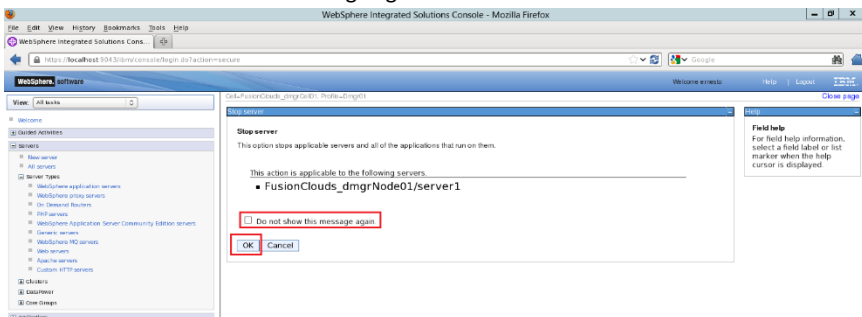 WebSphere Integrated Solutions Console - Mozilla Firefox
File Edit View History Bookmarks Tools Help
WebSphere Integrated Solutions Cons...
https://localhost:9043/ibm/console/login.do?action=secure
Google
WebSphere. software
Welcome ernesto
Help | Logout
IBM
View: All tasks
Cell=FusionClouds_dmgrCell01, Profile=Dmgr01
Close page
Welcome
Guided Activities
Servers
New server
All servers
Server Types
WebSphere application servers
WebSphere proxy servers
On Demand Routers
PHP servers
WebSphere Application Server Community Edition servers
Generic servers
WebSphere MQ servers
Web servers
Apache servers
Custom HTTP servers
Clusters
DataPower
Core Groups
Stop server
Stop server
This option stops applicable servers and all of the applications that run on them.
This action is applicable to the following servers.
FusionClouds_dmgrNode01/server1
Do not show this message again.
OK Cancel
Help
Field help
For field help information,
select a field label or list
marker when the help
cursor is displayed.